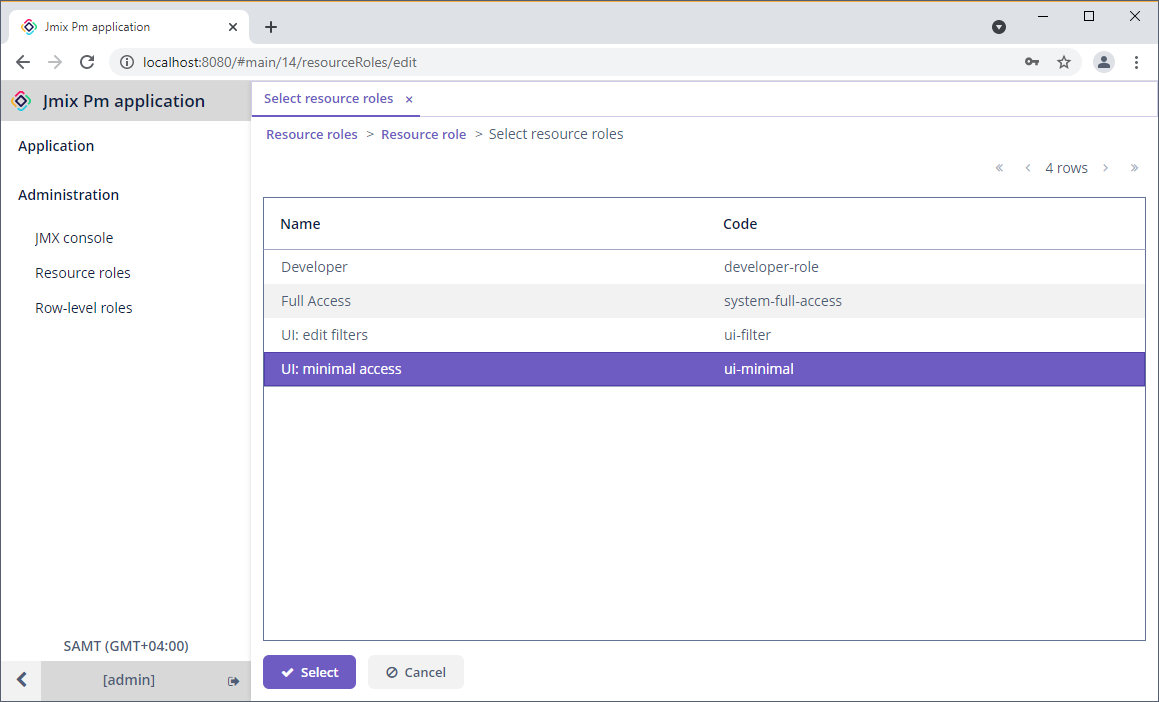 Jmix Pm application
localhost:8080/#main/14/resourceRoles/edit
Jmix Pm application
Application
Administration
JMX console
Resource roles
Row-level roles
SAMT (GMT+04:00)
[admin]
Select resource roles ×
Resource roles > Resource role > Select resource roles
« ‹ 4 rows › »
Name Code
Developer developer-role
Full Access system-full-access
UI: edit filters ui-filter
UI: minimal access ui-minimal
Select Cancel